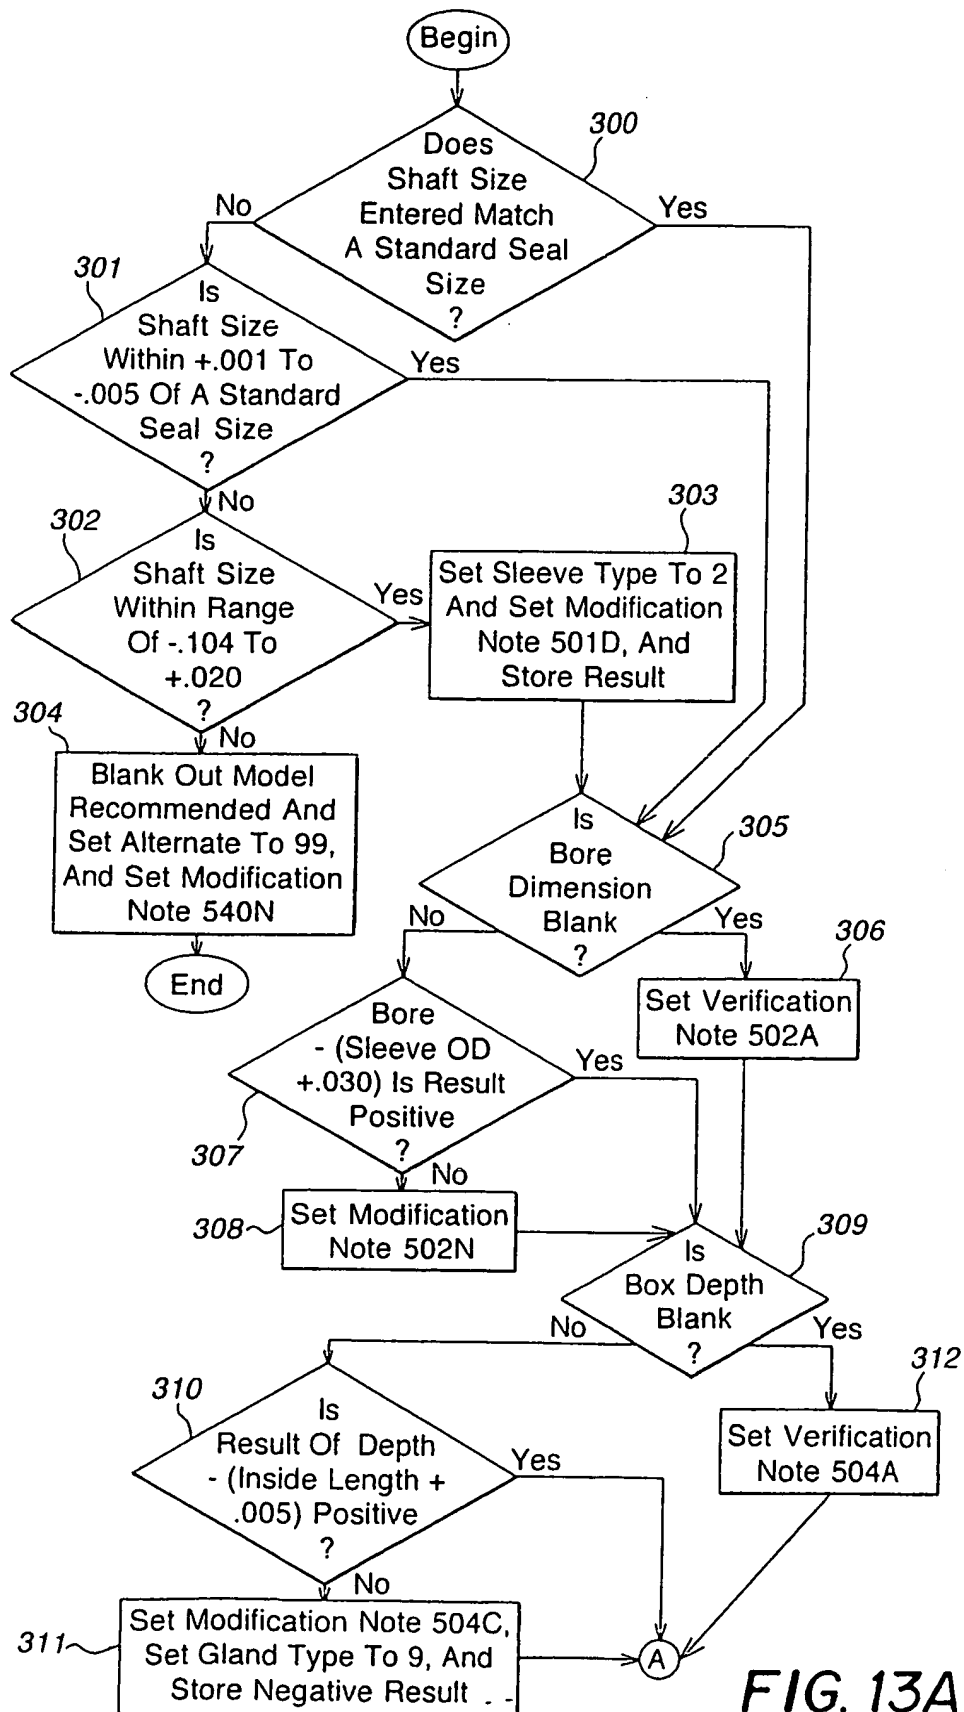 Begin
300
Does
Shaft Size
Entered Match
A Standard Seal
Size
?
No
Yes
301
Is
Shaft Size
Within +.001 To
-.005 Of A Standard
Seal Size
?
Yes
No
302
Is
Shaft Size
Within Range
Of -.104 To
+.020
?
Yes
No
303
Set Sleeve Type To 2
And Set Modification
Note 501D, And
Store Result
304
Blank Out Model
Recommended And
Set Alternate To 99,
And Set Modification
Note 540N
End
305
Is
Bore
Dimension
Blank
?
No
Yes
306
Set Verification
Note 502A
Bore
- (Sleeve OD
+.030) Is Result
Positive
?
307
Yes
No
308
Set Modification
Note 502N
309
Is
Box Depth
Blank
?
No
Yes
312
Set Verification
Note 504A
310
Is
Result Of Depth
- (Inside Length +
.005) Positive
?
Yes
No
311
Set Modification Note 504C,
Set Gland Type To 9, And
Store Negative Result
A
FIG. 13A